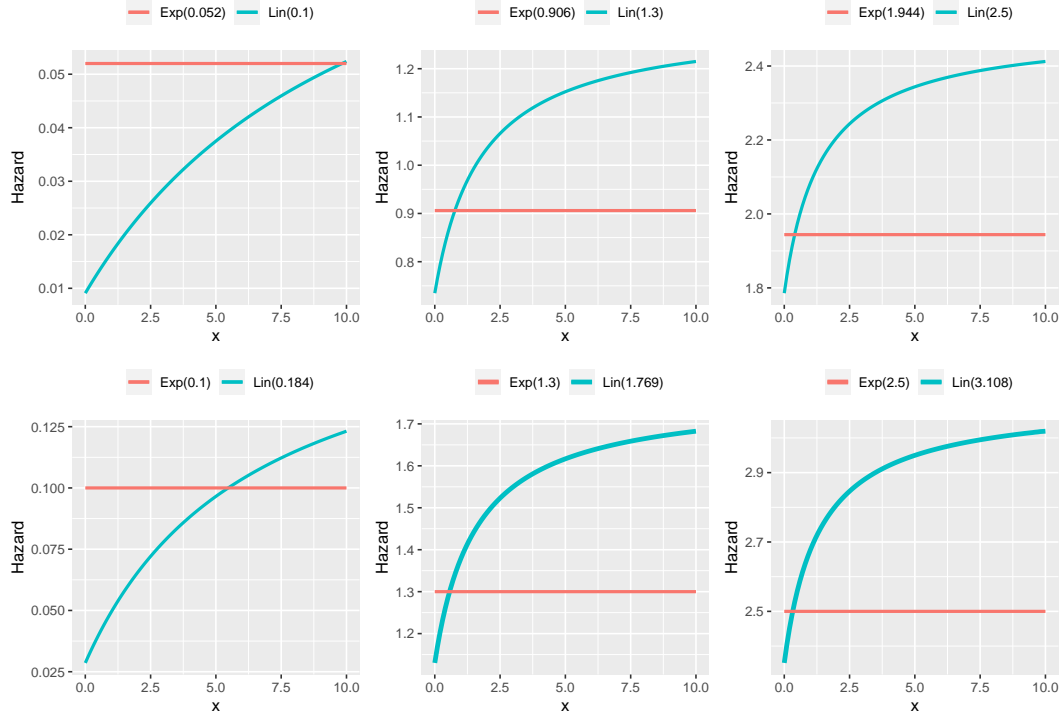 Exp(0.052) Lin(0.1)
Hazard
0.05
0.04
0.03
0.02
0.01
0.0 2.5 5.0 7.5 10.0
x
Exp(0.906) Lin(1.3)
Hazard
1.2
1.1
1.0
0.9
0.8
0.0 2.5 5.0 7.5 10.0
x
Exp(1.944) Lin(2.5)
Hazard
2.4
2.2
2.0
1.8
0.0 2.5 5.0 7.5 10.0
x
Exp(0.1) Lin(0.184)
Hazard
0.125
0.100
0.075
0.050
0.025
0.0 2.5 5.0 7.5 10.0
x
Exp(1.3) Lin(1.769)
Hazard
1.7
1.6
1.5
1.4
1.3
1.2
0.0 2.5 5.0 7.5 10.0
x
Exp(2.5) Lin(3.108)
Hazard
2.9
2.7
2.5
0.0 2.5 5.0 7.5 10.0
x